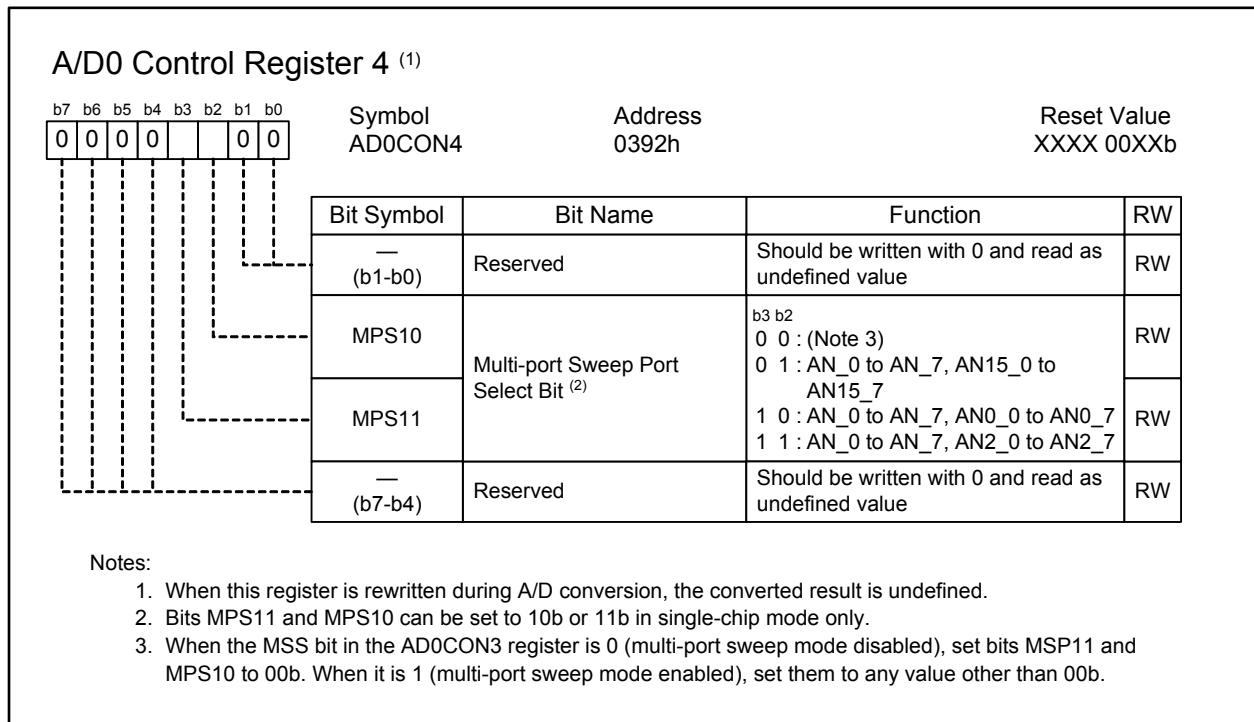 A/D0 Control Register 4 (1)
b7 b6 b5 b4 b3 b2 b1 b0
0 0 0 0 0 0
Symbol Address Reset Value
AD0CON4 0392h XXXX 00XXb
Bit Symbol Bit Name Function RW
—
(b1-b0)
Reserved
Should be written with 0 and read as
undefined value
RW
MPS10
Multi-port Sweep Port
Select Bit (2)
b3 b2
0 0 : (Note 3)
0 1 : AN_0 to AN_7, AN15_0 to
AN15_7
1 0 : AN_0 to AN_7, AN0_0 to AN0_7
1 1 : AN_0 to AN_7, AN2_0 to AN2_7
RW
MPS11
RW
—
(b7-b4)
Reserved
Should be written with 0 and read as
undefined value
RW
Notes:
1. When this register is rewritten during A/D conversion, the converted result is undefined.
2. Bits MPS11 and MPS10 can be set to 10b or 11b in single-chip mode only.
3. When the MSS bit in the AD0CON3 register is 0 (multi-port sweep mode disabled), set bits MSP11 and
MPS10 to 00b. When it is 1 (multi-port sweep mode enabled), set them to any value other than 00b.